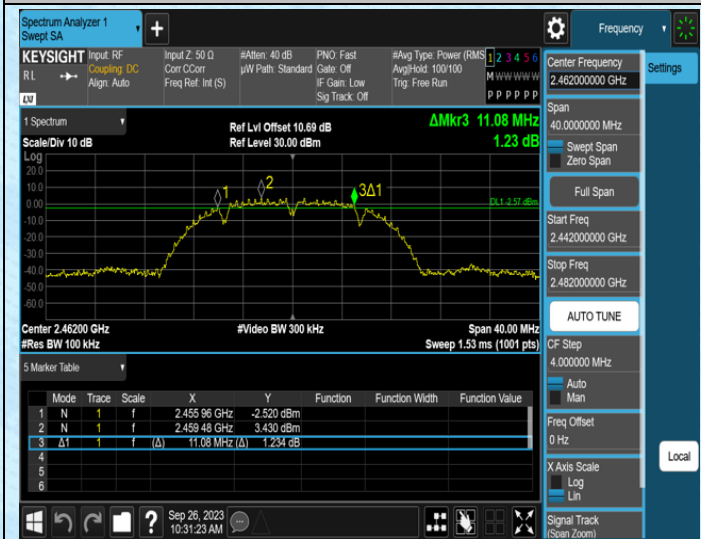 Spectrum Analyzer 1
Swept SA
Frequency
KEYSIGHT
RL
LXI
Input: RF
Coupling: DC
Align: Auto
Input Z: 50 Ω
Corr CCorr
Freq Ref: Int (S)
#Atten: 40 dB
µW Path: Standard
PNO: Fast
Gate: Off
IF Gain: Low
Sig Track: Off
#Avg Type: Power (RMS
Avg|Hold: 100/100
Trig: Free Run
1 2 3 4 5 6
M W W W W W
P P P P P P
1 Spectrum
Scale/Div 10 dB
Ref Lvl Offset 10.69 dB
Ref Level 30.00 dBm
ΔMkr3 11.08 MHz
1.23 dB
Log
20.0
10.0
0.00
-10.0
-20.0
-30.0
-40.0
-50.0
-60.0
1
2
3Δ1
DL1 -2.57 dBm
Center 2.46200 GHz
#Video BW 300 kHz
Span 40.00 MHz
#Res BW 100 kHz
Sweep 1.53 ms (1001 pts)
5 Marker Table
Mode Trace Scale X Y Function Function Width Function Value
1 N 1 f 2.455 96 GHz -2.520 dBm
2 N 1 f 2.459 48 GHz 3.430 dBm
3 Δ1 1 f (Δ) 11.08 MHz (Δ) 1.234 dB
4
5
6
Sep 26, 2023
10:31:23 AM
Center Frequency
2.462000000 GHz
Span
40.0000000 MHz
Swept Span
Zero Span
Full Span
Start Freq
2.442000000 GHz
Stop Freq
2.482000000 GHz
AUTO TUNE
CF Step
4.000000 MHz
Auto
Man
Freq Offset
0 Hz
X Axis Scale
Log
Lin
Signal Track
(Span Zoom)
Settings
Local